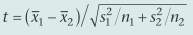 t = (x̄₁ − x̄₂)/√(s₁²/n₁ + s₂²/n₂)